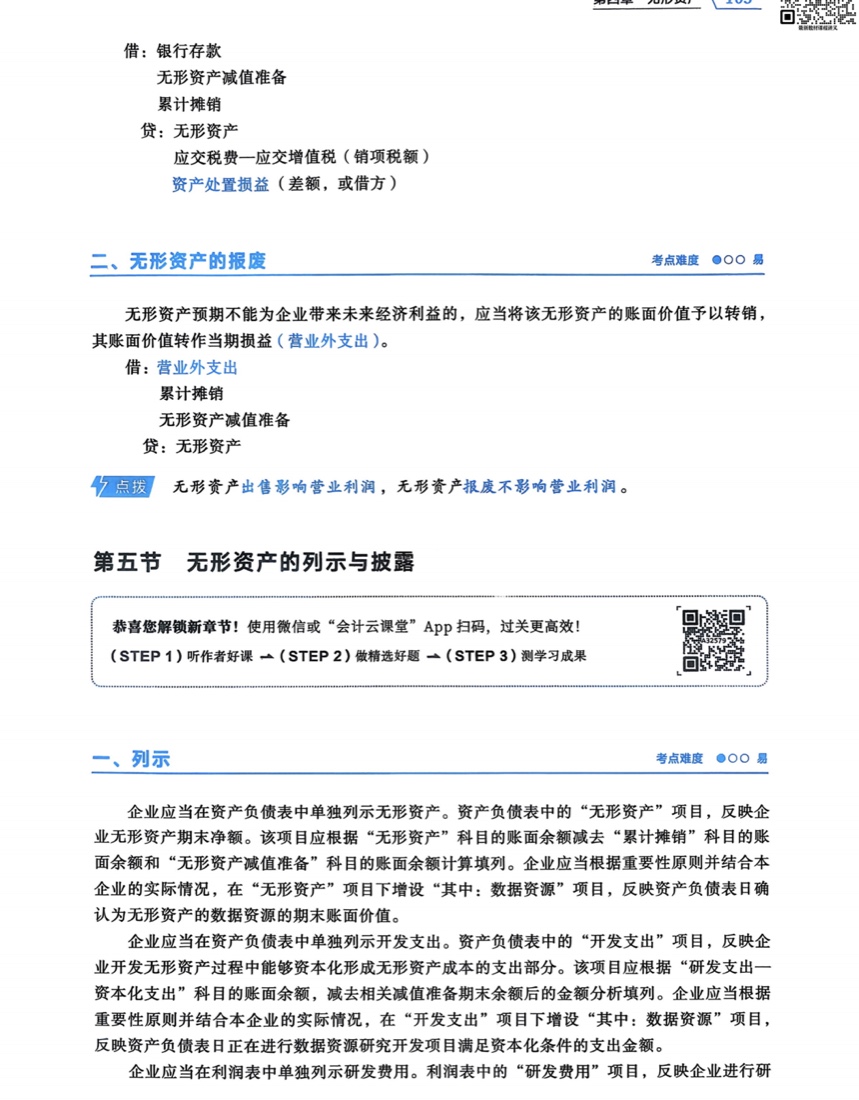 第四章 无形资产 163
借：银行存款
无形资产减值准备
累计摊销
贷：无形资产
应交税费—应交增值税（销项税额）
资产处置损益（差额，或借方）
二、无形资产的报废 考点难度 易
无形资产预期不能为企业带来未来经济利益的，应当将该无形资产的账面价值予以转销，
其账面价值转作当期损益（营业外支出）。
借：营业外支出
累计摊销
无形资产减值准备
贷：无形资产
点拨 无形资产出售影响营业利润，无形资产报废不影响营业利润。
第五节 无形资产的列示与披露
恭喜您解锁新章节！使用微信或“会计云课堂”App 扫码，过关更高效！
（STEP 1）听作者好课 ⇀（STEP 2）做精选好题 ⇀（STEP 3）测学习成果
A32579
一、列示 考点难度 易
企业应当在资产负债表中单独列示无形资产。资产负债表中的“无形资产”项目，反映企
业无形资产期末净额。该项目应根据“无形资产”科目的账面余额减去“累计摊销”科目的账
面余额和“无形资产减值准备”科目的账面余额计算填列。企业应当根据重要性原则并结合本
企业的实际情况，在“无形资产”项目下增设“其中：数据资源”项目，反映资产负债表日确
认为无形资产的数据资源的期末账面价值。
企业应当在资产负债表中单独列示开发支出。资产负债表中的“开发支出”项目，反映企
业开发无形资产过程中能够资本化形成无形资产成本的支出部分。该项目应根据“研发支出—
资本化支出”科目的账面余额，减去相关减值准备期末余额后的金额分析填列。企业应当根据
重要性原则并结合本企业的实际情况，在“开发支出”项目下增设“其中：数据资源”项目，
反映资产负债表日正在进行数据资源研究开发项目满足资本化条件的支出金额。
企业应当在利润表中单独列示研发费用。利润表中的“研发费用”项目，反映企业进行研